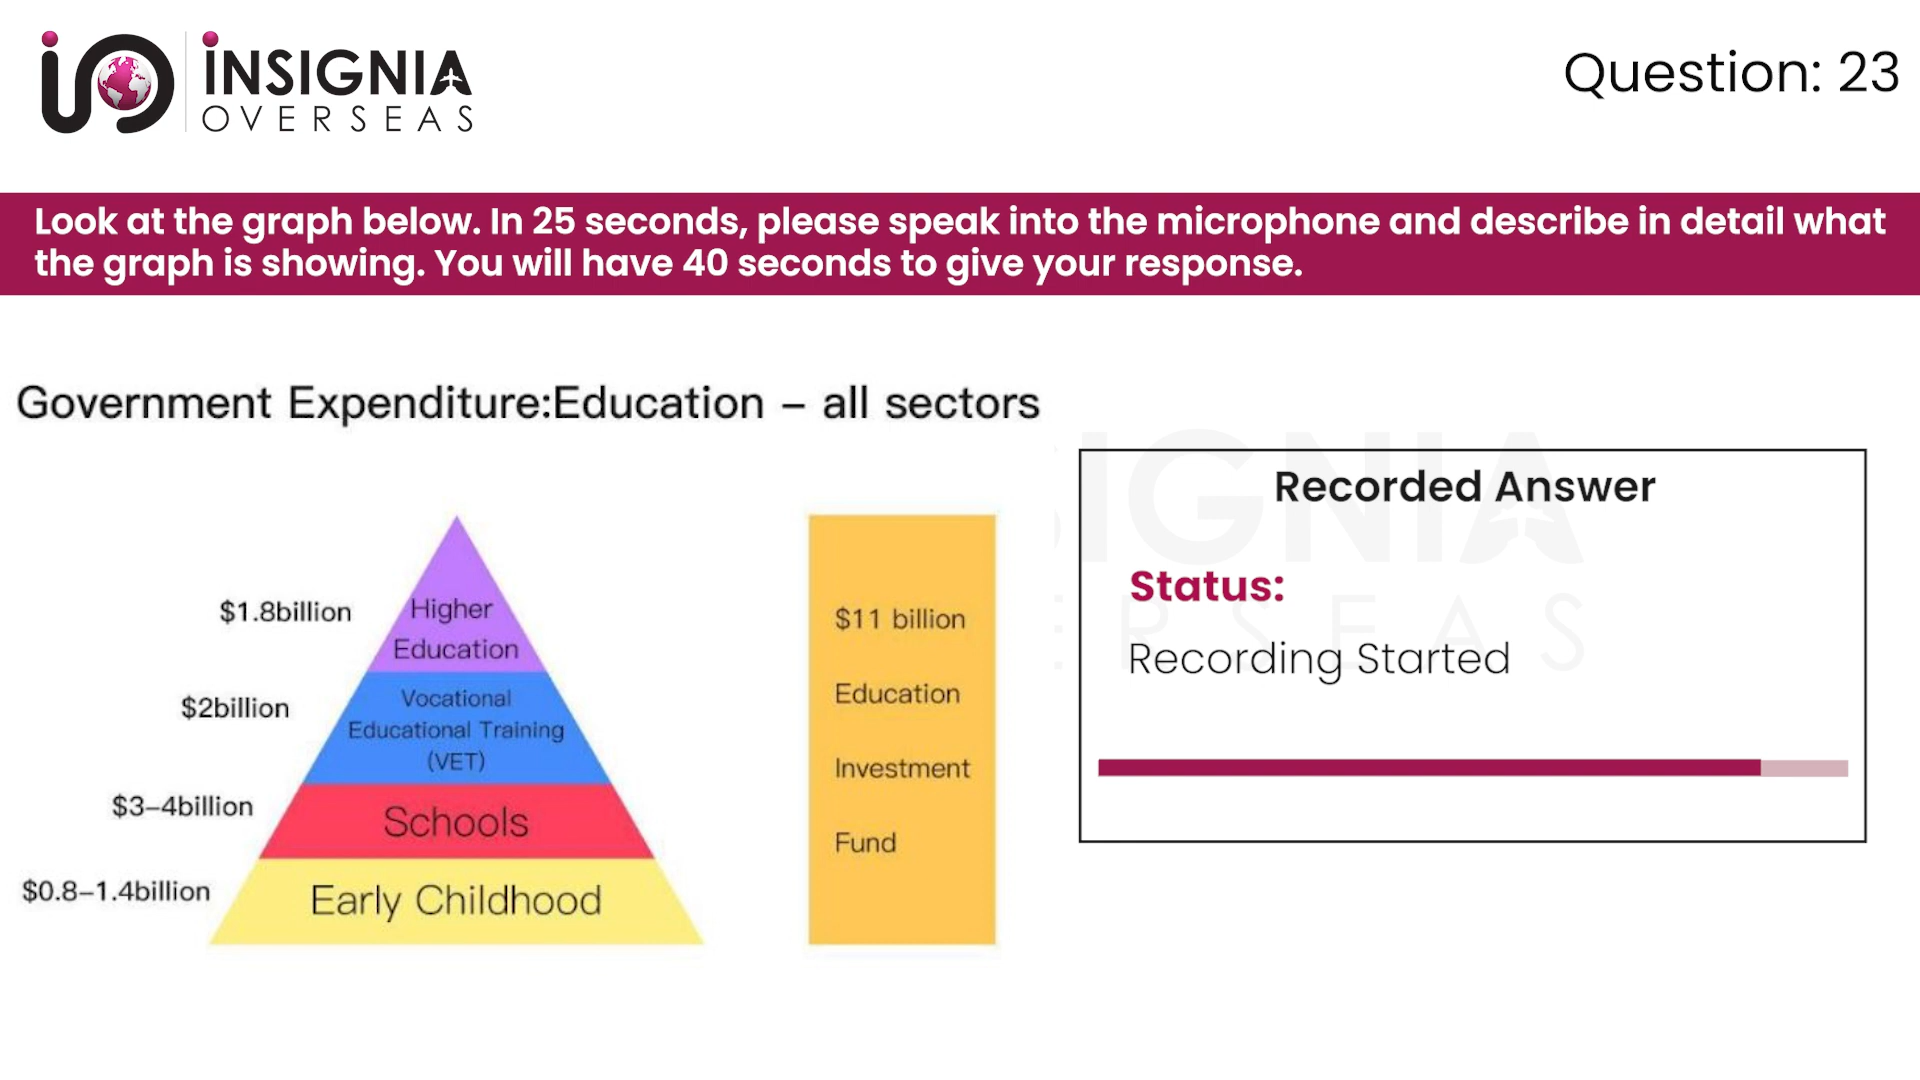 INSIGNIA
OVERSEAS
Question: 23
Look at the graph below. In 25 seconds, please speak into the microphone and describe in detail what
the graph is showing. You will have 40 seconds to give your response.
Government Expenditure:Education – all sectors
$1.8billion
Higher
Education
$2billion
Vocational
Educational Training
(VET)
$3–4billion
Schools
$0.8–1.4billion
Early Childhood
$11 billion
Education
Investment
Fund
Recorded Answer
Status:
Recording Started